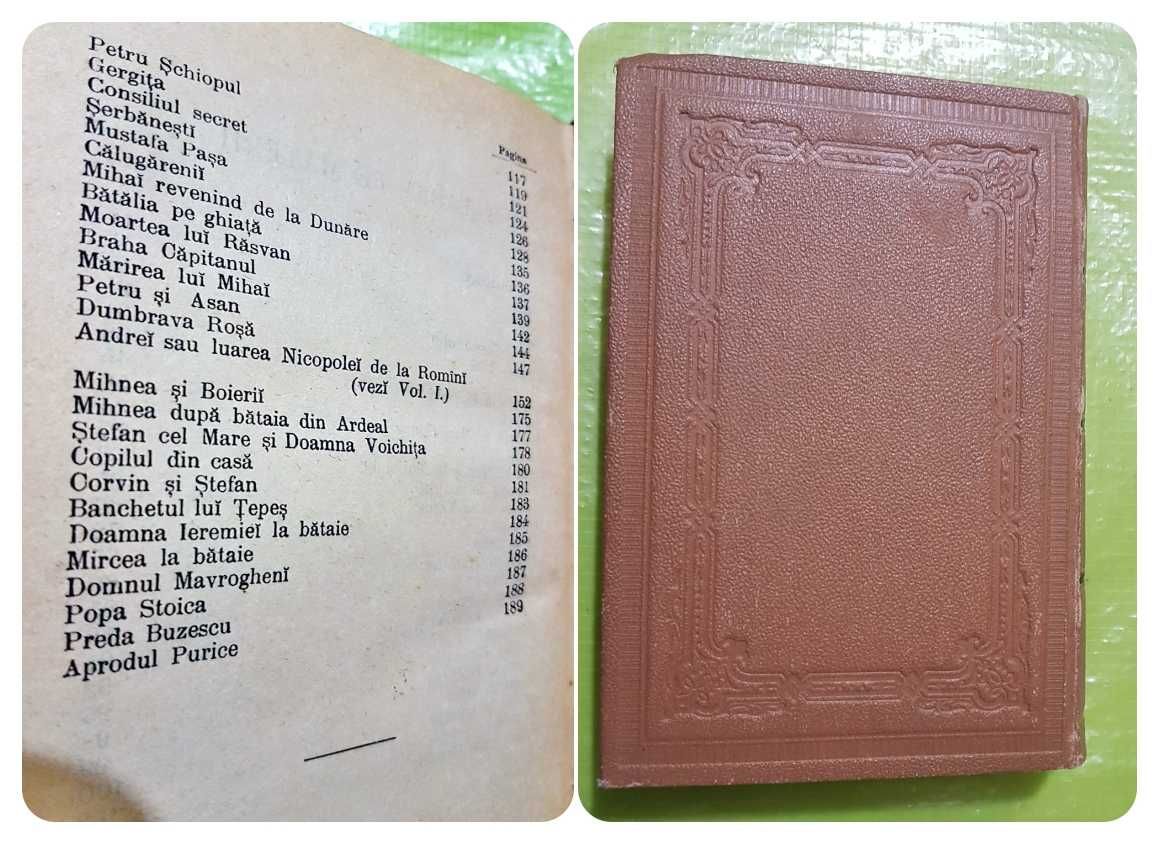 Pagina
Petru Șchiopul 117
Gergița 119
Consiliul secret 121
Șerbăneștĭ 124
Mustafa Pașa 126
Călugăreniĭ 128
Mihaĭ revenind de la Dunăre 135
Bătălia pe ghiață 136
Moartea luĭ Răsvan 137
Braha Căpitanul 139
Mărirea luĭ Mihaĭ 142
Petru și Asan 144
Dumbrava Roșă 147
Andreĭ sau luarea Nicopoleĭ de la Romînĭ
(vezĭ Vol. I.) 152
Mihnea și Boieriĭ 175
Mihnea după bătaia din Ardeal 177
Ștefan cel Mare și Doamna Voichița 178
Copilul din casă 180
Corvin și Ștefan 181
Banchetul luĭ Țepeș 183
Doamna Ieremieĭ la bătaie 184
Mircea la bătaie 185
Domnul Mavroghenĭ 186
Popa Stoica 187
Preda Buzescu 188
Aprodul Purice 189